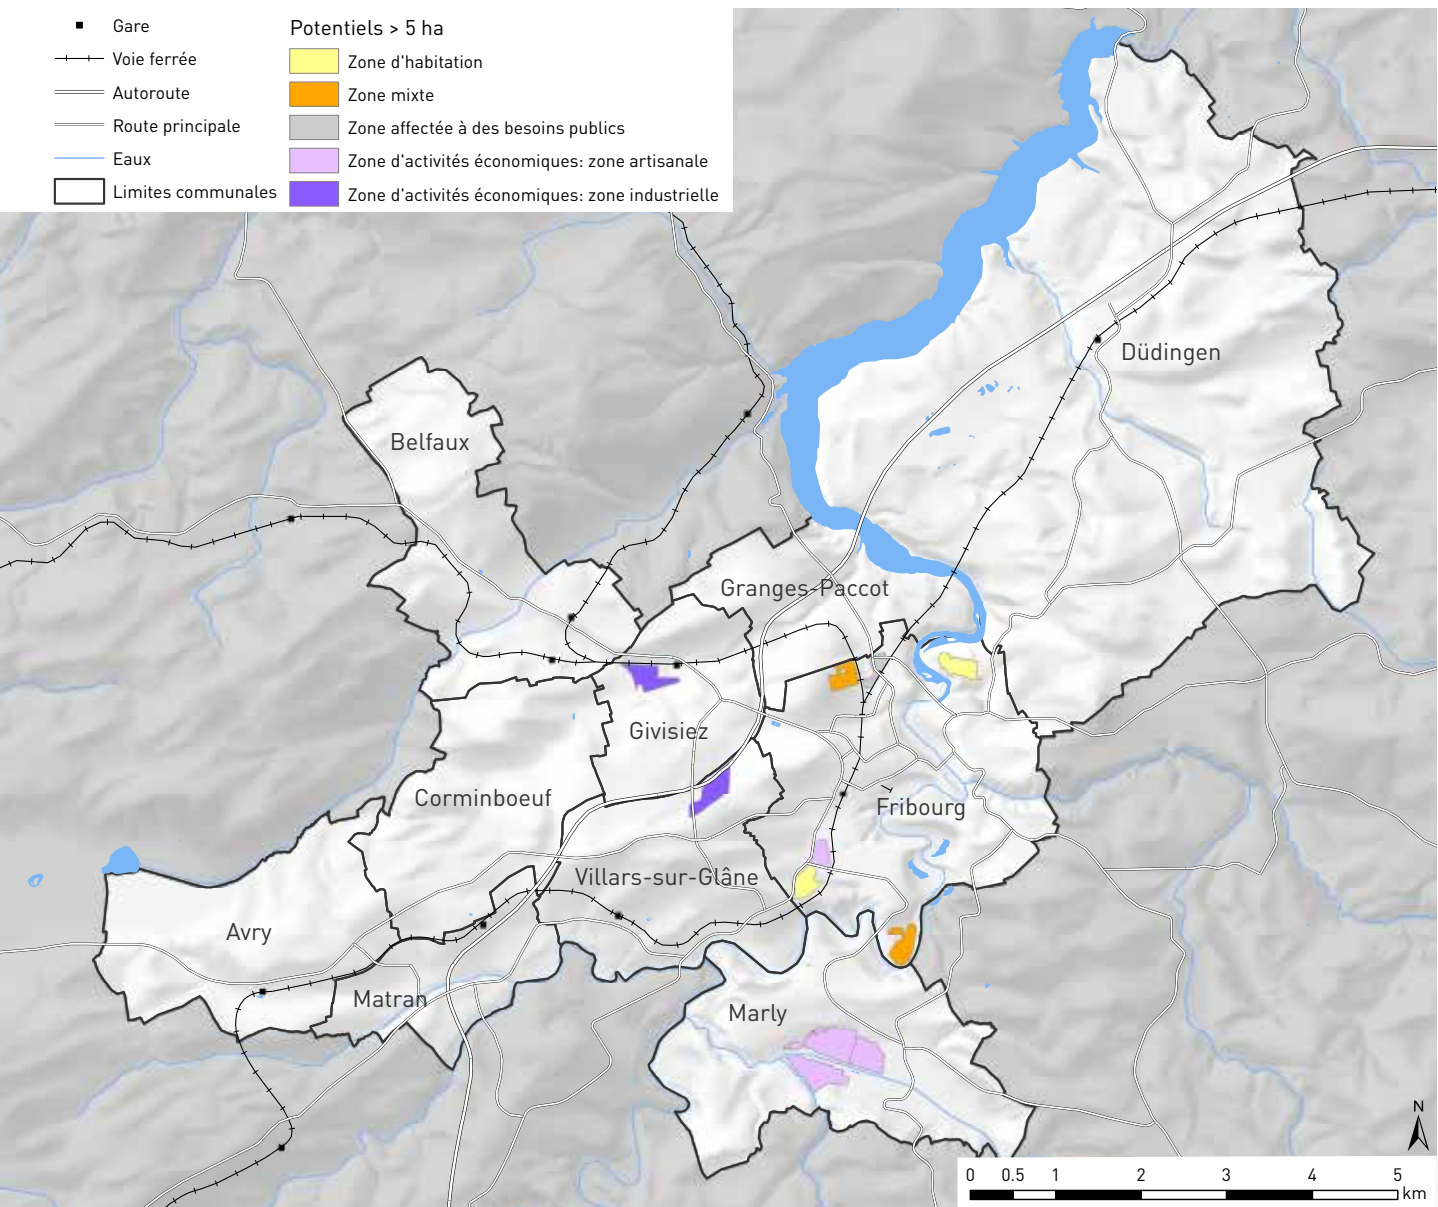 Gare
Voie ferrée
Autoroute
Route principale
Eaux
Limites communales
Potentiels > 5 ha
Zone d'habitation
Zone mixte
Zone affectée à des besoins publics
Zone d'activités économiques: zone artisanale
Zone d'activités économiques: zone industrielle
Düdingen
Belfaux
Granges-Paccot
Givisiez
Corminboeuf
Fribourg
Villars-sur-Glâne
Avry
Matran
Marly
N
0 0.5 1 2 3 4 5
km